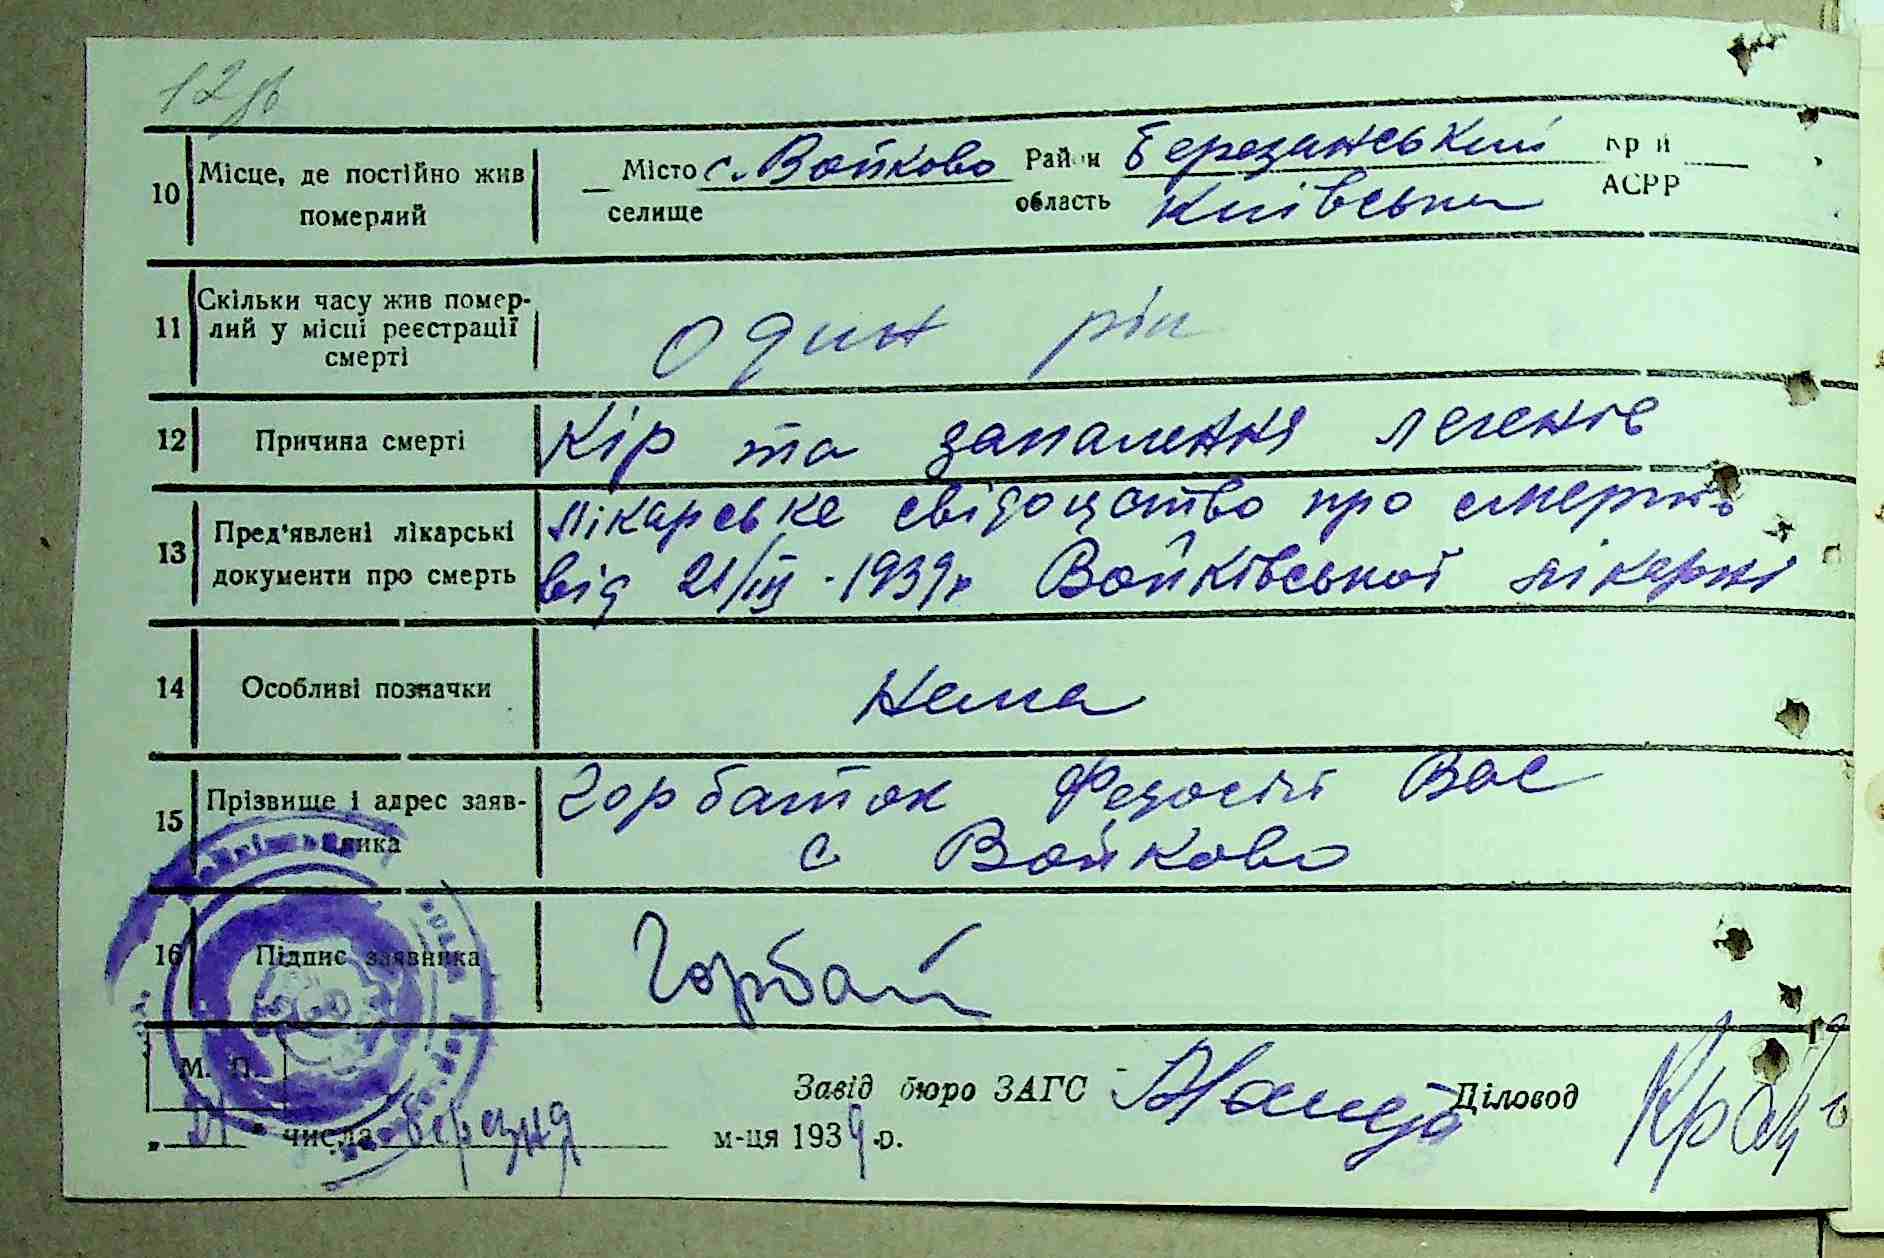 12
10 Місце, де постійно жив померлий Місто селище с. Войково Район область Березанський Київська Край АСРР
11 Скільки часу жив померлий у місці реєстрації смерті один рік
12 Причина смерті Кір та запалення легенів
13 Пред'явлені лікарські документи про смерть Лікарське свідоцтво про смерть
від 21/III - 1939 р Войківської лікарні
14 Особливі позначки Нема
15 Прізвище і адрес заявника Горбаток Федосій Вас
с Войково
16 Підпис заявника Горбат
М. П.
Завід бюро ЗАГС Діловод
„21" числа березня м-ця 1939 р.